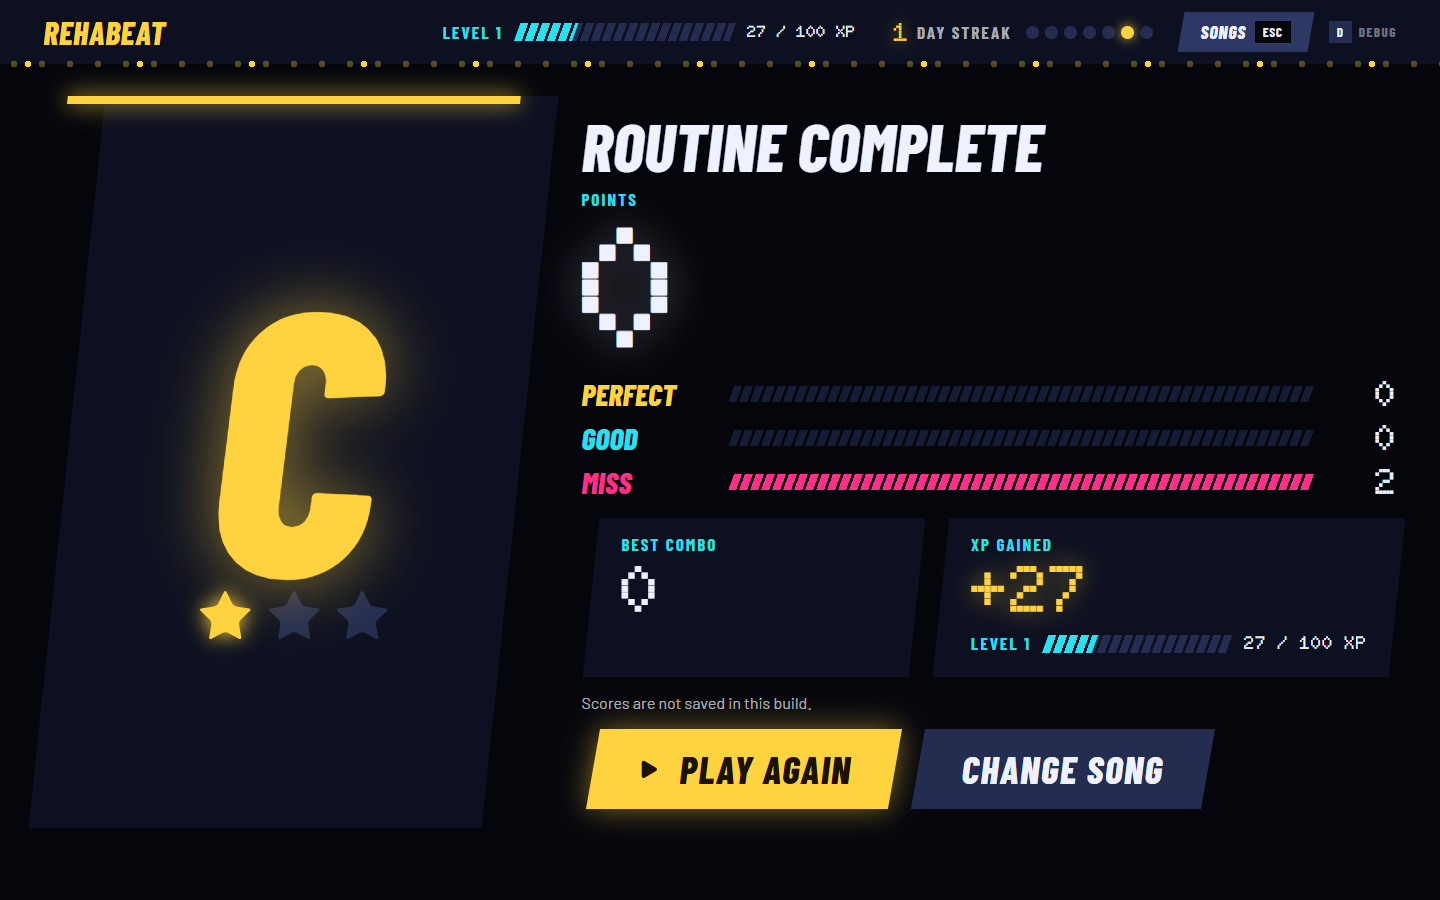 REHABEAT
LEVEL 1 27 / 100 XP
1 DAY STREAK
SONGS ESC
D DEBUG
C
ROUTINE COMPLETE
POINTS
0
PERFECT 0
GOOD 0
MISS 2
BEST COMBO
0
XP GAINED
+27
LEVEL 1 27 / 100 XP
Scores are not saved in this build.
PLAY AGAIN
CHANGE SONG